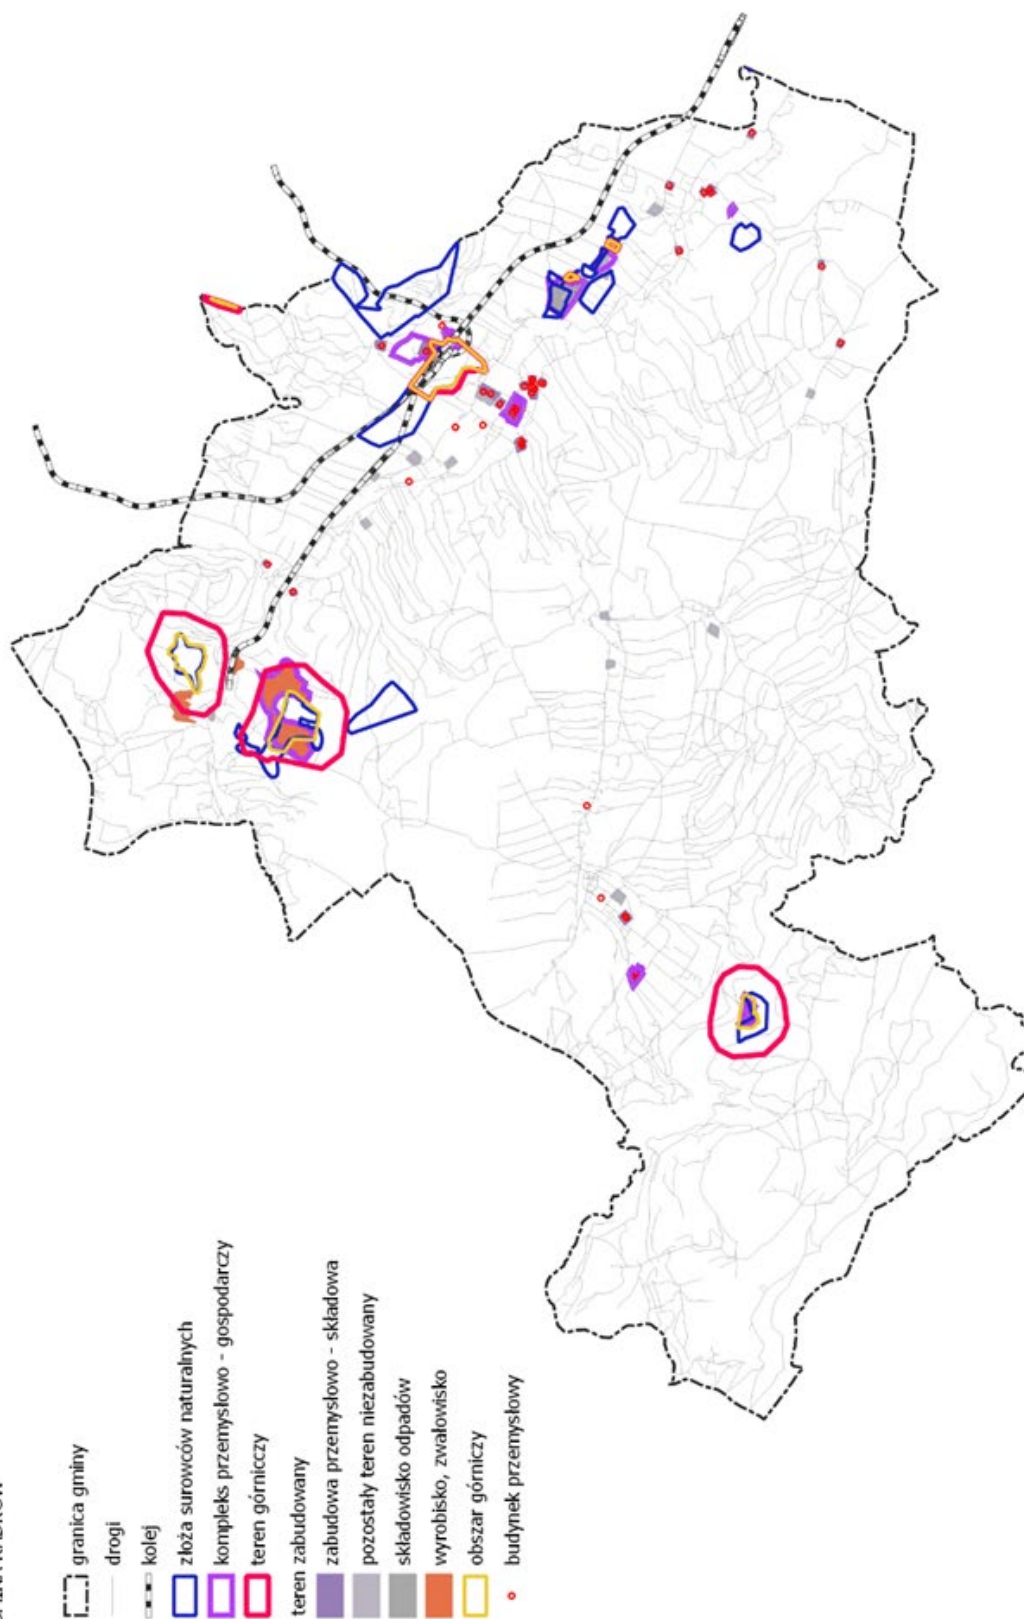 granica gminy
drogi
kolej
złoża surowców naturalnych
kompleks przemysłowo - gospodarczy
teren górnicczy
teren zabudowany
zabudowa przemysłowo - składowa
pozostały teren niezabudowany
składowisko odpadów
wyrobisko, zwałowisko
obszar górniczy
budynek przemysłowy